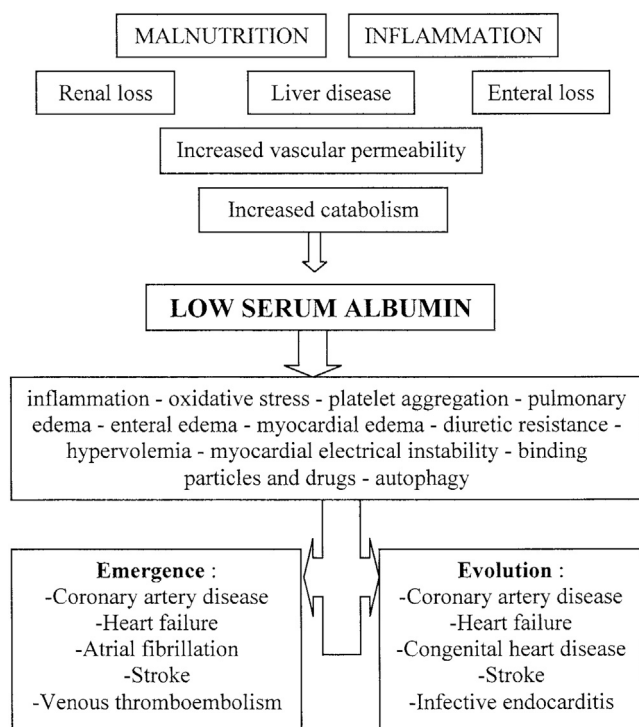 MALNUTRITION
INFLAMMATION
Renal loss
Liver disease
Enteral loss
Increased vascular permeability
Increased catabolism
LOW SERUM ALBUMIN
inflammation - oxidative stress - platelet aggregation - pulmonary
edema - enteral edema - myocardial edema - diuretic resistance -
hypervolemia - myocardial electrical instability - binding
particles and drugs - autophagy
Emergence :
-Coronary artery disease
-Heart failure
-Atrial fibrillation
-Stroke
-Venous thromboembolism
Evolution :
-Coronary artery disease
-Heart failure
-Congenital heart disease
-Stroke
-Infective endocarditis